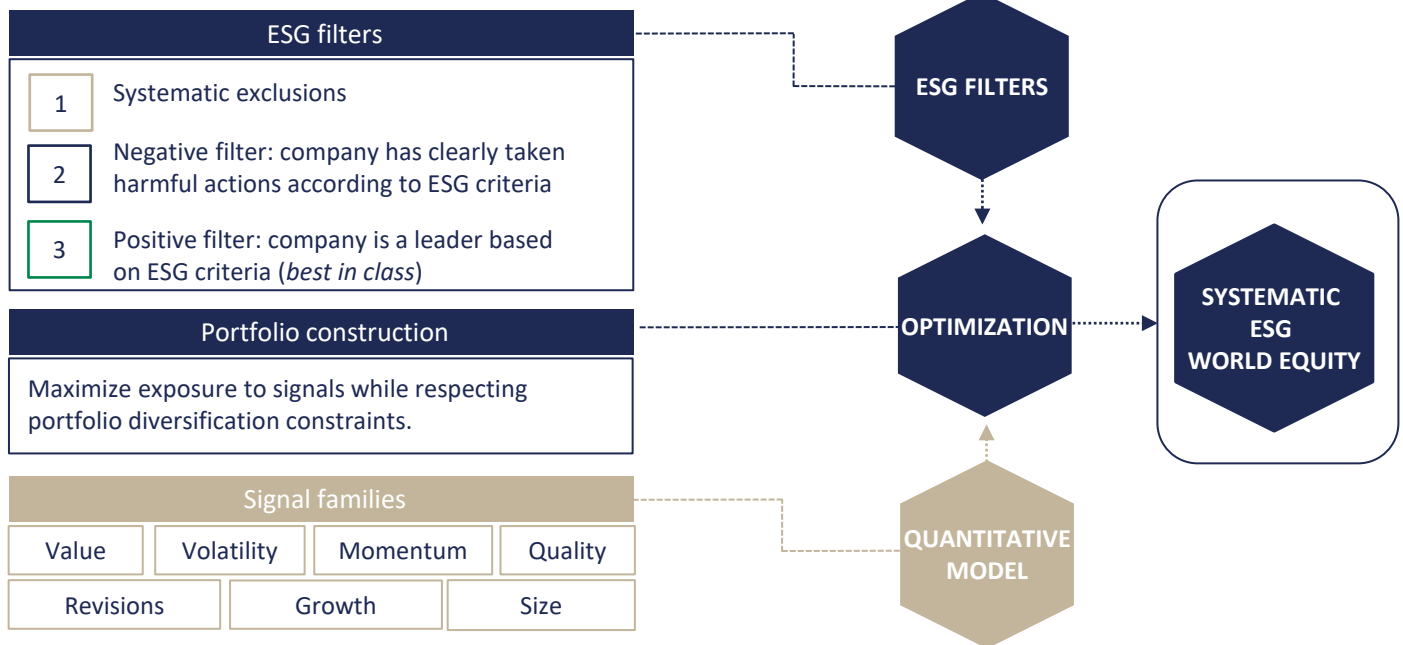 ESG filters
1
Systematic exclusions
2
Negative filter: company has clearly taken
harmful actions according to ESG criteria
3
Positive filter: company is a leader based
on ESG criteria (best in class)
Portfolio construction
Maximize exposure to signals while respecting
portfolio diversification constraints.
Signal families
Value
Volatility
Momentum
Quality
Revisions
Growth
Size
ESG FILTERS
OPTIMIZATION
QUANTITATIVE
MODEL
SYSTEMATIC
ESG
WORLD EQUITY